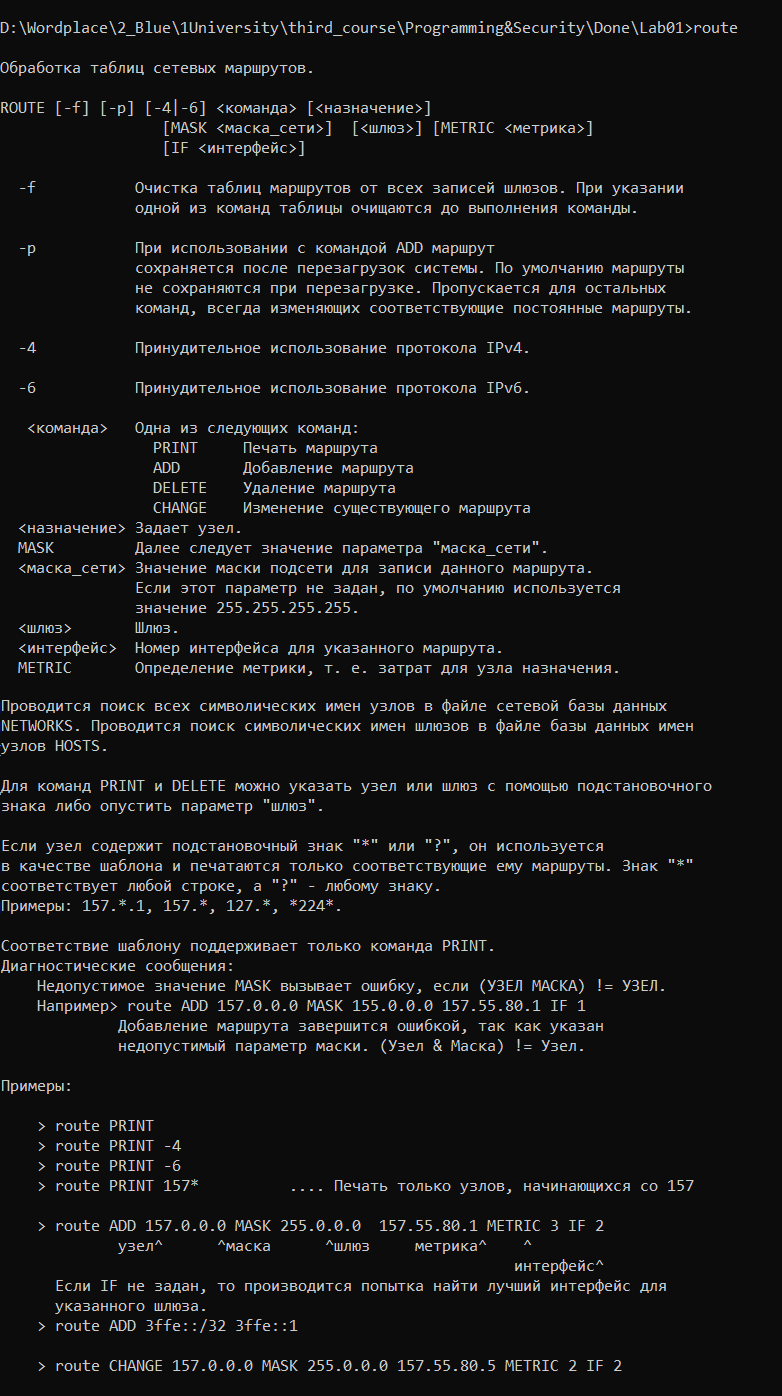 D:\Wordplace\2_Blue\1University\third_course\Programming&Security\Done\Lab01>route
Обработка таблиц сетевых маршрутов.
ROUTE [-f] [-p] [-4|-6] <команда> [<назначение>]
                  [MASK <маска_сети>]  [<шлюз>] [METRIC <метрика>]
                  [IF <интерфейс>]
  -f           Очистка таблиц маршрутов от всех записей шлюзов. При указании
               одной из команд таблицы очищаются до выполнения команды.
  -p           При использовании с командой ADD маршрут
               сохраняется после перезагрузок системы. По умолчанию маршруты
               не сохраняются при перезагрузке. Пропускается для остальных
               команд, всегда изменяющих соответствующие постоянные маршруты.
  -4           Принудительное использование протокола IPv4.
  -6           Принудительное использование протокола IPv6.
   <команда>   Одна из следующих команд:
                 PRINT     Печать маршрута
                 ADD       Добавление маршрута
                 DELETE    Удаление маршрута
                 CHANGE    Изменение существующего маршрута
  <назначение> Задает узел.
  MASK         Далее следует значение параметра "маска_сети".
  <маска_сети> Значение маски подсети для записи данного маршрута.
               Если этот параметр не задан, по умолчанию используется
               значение 255.255.255.255.
  <шлюз>       Шлюз.
  <интерфейс>  Номер интерфейса для указанного маршрута.
  METRIC       Определение метрики, т. е. затрат для узла назначения.
Проводится поиск всех символических имен узлов в файле сетевой базы данных
NETWORKS. Проводится поиск символических имен шлюзов в файле базы данных имен
узлов HOSTS.
Для команд PRINT и DELETE можно указать узел или шлюз с помощью подстановочного
знака либо опустить параметр "шлюз".
Если узел содержит подстановочный знак "*" или "?", он используется
в качестве шаблона и печатаются только соответствующие ему маршруты. Знак "*"
соответствует любой строке, а "?" - любому знаку.
Примеры: 157.*.1, 157.*, 127.*, *224*.
Соответствие шаблону поддерживает только команда PRINT.
Диагностические сообщения:
    Недопустимое значение MASK вызывает ошибку, если (УЗЕЛ МАСКА) != УЗЕЛ.
    Например> route ADD 157.0.0.0 MASK 155.0.0.0 157.55.80.1 IF 1
             Добавление маршрута завершится ошибкой, так как указан
             недопустимый параметр маски. (Узел & Маска) != Узел.
Примеры:
    > route PRINT
    > route PRINT -4
    > route PRINT -6
    > route PRINT 157*          .... Печать только узлов, начинающихся со 157
    > route ADD 157.0.0.0 MASK 255.0.0.0  157.55.80.1 METRIC 3 IF 2
             узел^      ^маска      ^шлюз     метрика^    ^
                                                         интерфейс^
      Если IF не задан, то производится попытка найти лучший интерфейс для
      указанного шлюза.
    > route ADD 3ffe::/32 3ffe::1
    > route CHANGE 157.0.0.0 MASK 255.0.0.0 157.55.80.5 METRIC 2 IF 2